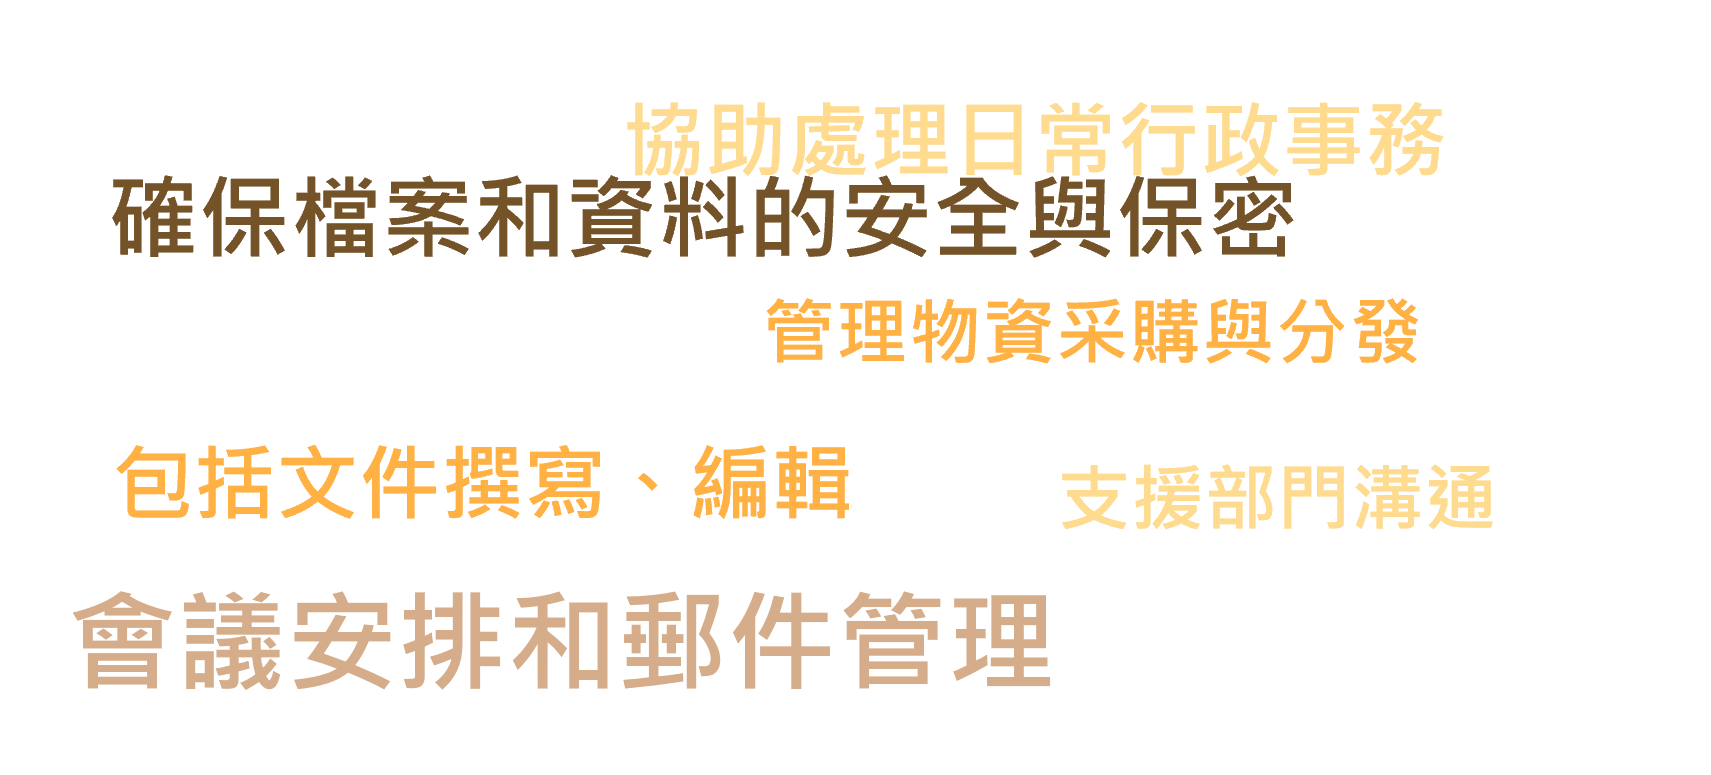 協助處理日常行政事務
確保檔案和資料的安全與保密
管理物資采購與分發
包括文件撰寫、編輯
支援部門溝通
會議安排和郵件管理